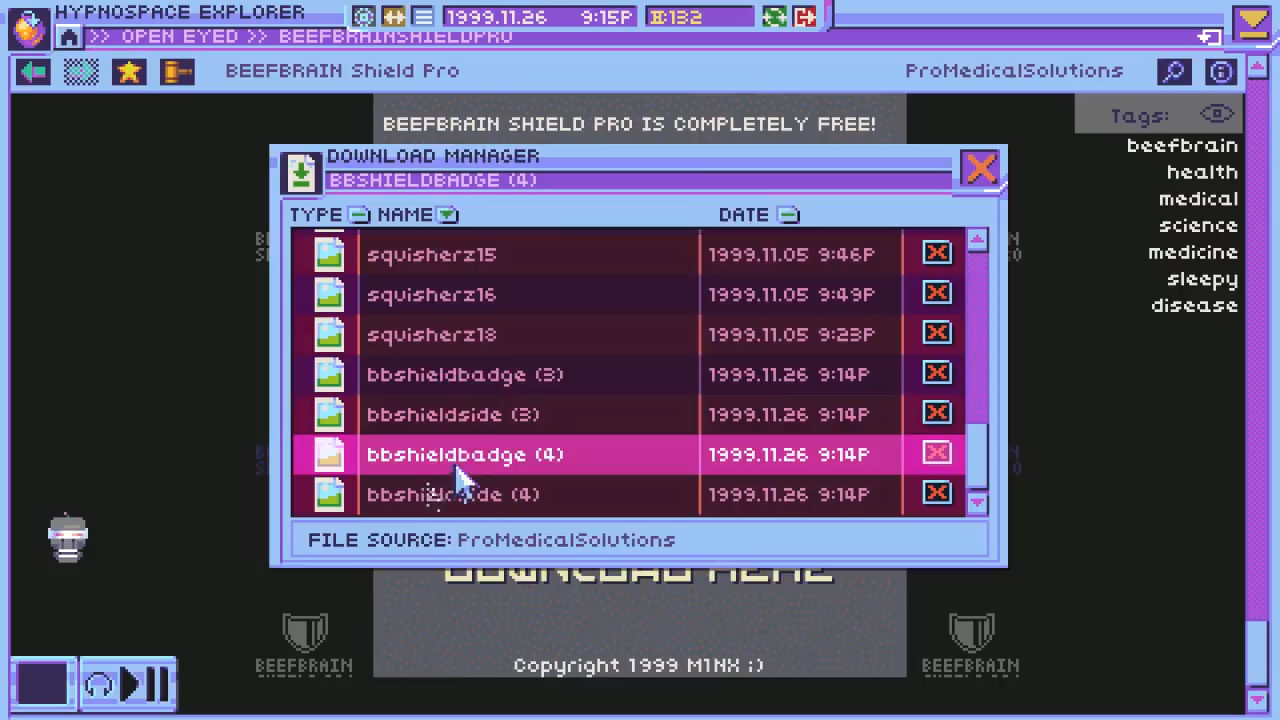 HYPNOSPACE EXPLORER
1999.11.26 9:15P
132
>> OPEN EYED >> BEEFBRAINSHIELDPRO
BEEFBRAIN Shield Pro
ProMedicalSolutions
BEEFBRAIN SHIELD PRO IS COMPLETELY FREE!
Tags:
beefbrain
health
medical
science
medicine
sleepy
disease
DOWNLOAD MANAGER
BBSHIELDBADGE (4)
TYPE NAME DATE
squisherz15 1999.11.05 9:46P
squisherz16 1999.11.05 9:49P
squisherz18 1999.11.05 9:23P
bbshieldbadge (3) 1999.11.26 9:14P
bbshieldside (3) 1999.11.26 9:14P
bbshieldbadge (4) 1999.11.26 9:14P
bbshieldside (4) 1999.11.26 9:14P
FILE SOURCE: ProMedicalSolutions
DOWNLOAD HERE
BEEFBRAIN
Copyright 1999 M1NX ;)
BEEFBRAIN